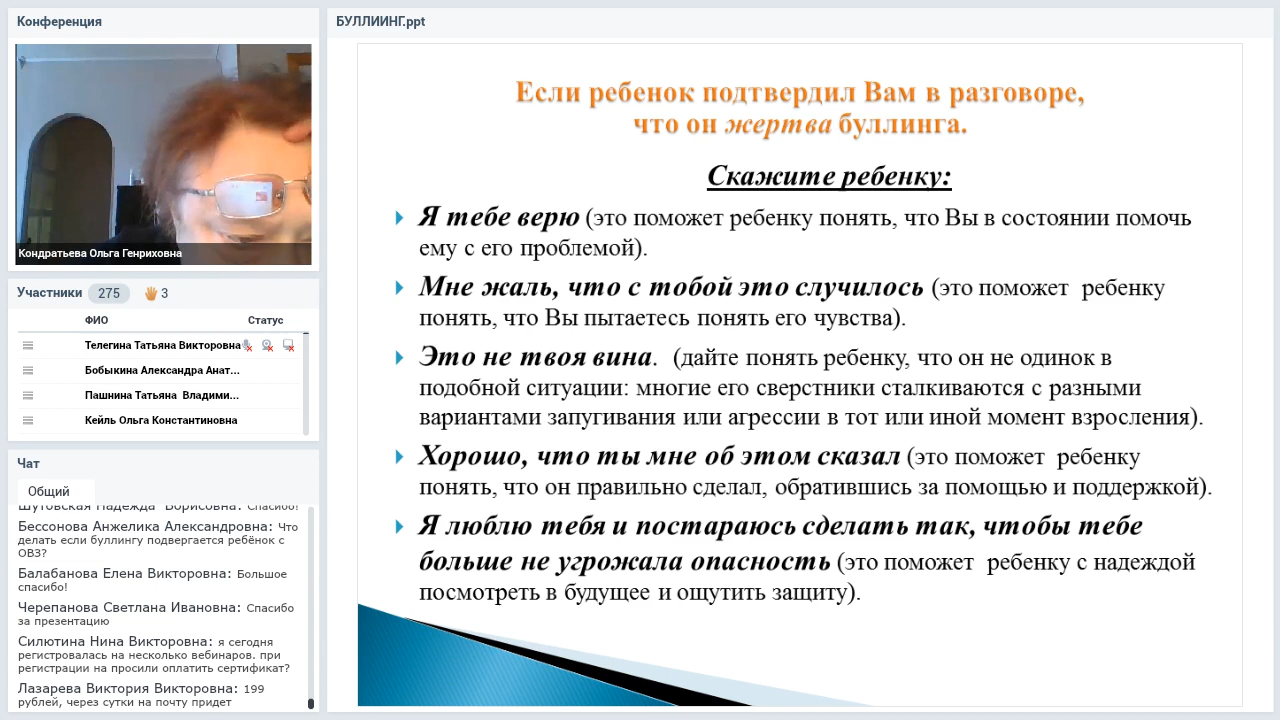 Конференция
Кондратьева Ольга Генриховна
Участники 275 3
ФИО Статус
Телегина Татьяна Викторовна
Бобыкина Александра Анат...
Пашнина Татьяна Владими...
Кейль Ольга Константиновна
Чат
Общий
Шутовская Надежда Борисовна: Спасибо!
Бессонова Анжелика Александровна: Что
делать если буллингу подвергается ребёнок с
ОВЗ?
Балабанова Елена Викторовна: Большое
спасибо!
Черепанова Светлана Ивановна: Спасибо
за презентацию
Силютина Нина Викторовна: я сегодня
регистровалась на несколько вебинаров. при
регистрации на просили оплатить сертификат?
Лазарева Виктория Викторовна: 199
рублей, через сутки на почту придет
БУЛЛИИНГ.ppt
Если ребенок подтвердил Вам в разговоре,
что он жертва буллинга.
Скажите ребенку:
Я тебе верю (это поможет ребенку понять, что Вы в состоянии помочь
ему с его проблемой).
Мне жаль, что с тобой это случилось (это поможет ребенку
понять, что Вы пытаетесь понять его чувства).
Это не твоя вина. (дайте понять ребенку, что он не одинок в
подобной ситуации: многие его сверстники сталкиваются с разными
вариантами запугивания или агрессии в тот или иной момент взросления).
Хорошо, что ты мне об этом сказал (это поможет ребенку
понять, что он правильно сделал, обратившись за помощью и поддержкой).
Я люблю тебя и постараюсь сделать так, чтобы тебе
больше не угрожала опасность (это поможет ребенку с надеждой
посмотреть в будущее и ощутить защиту).